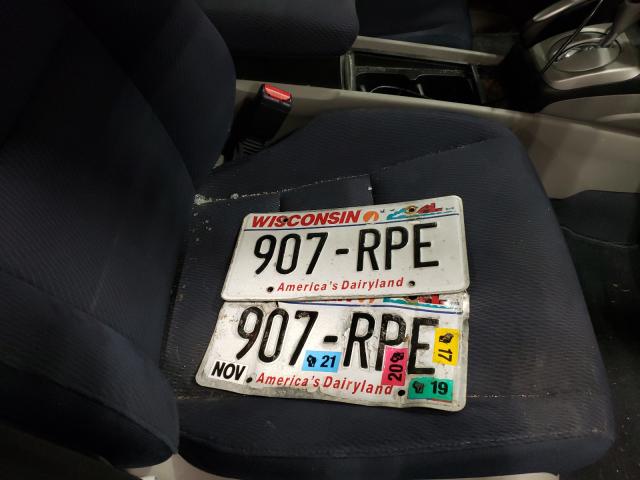 WISCONSIN
907-RPE
America's Dairyland
907-RPE
17
21
20
19
NOV
America's Dairyland